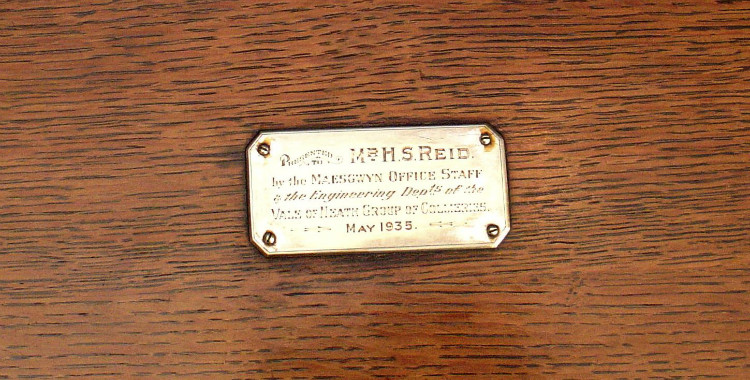 PRESENTED TO MR. H.S. REID.
by the MAESGWYN OFFICE STAFF
& the Engineering Depts. of the
VALE OF NEATH GROUP OF COLLIERIES.
MAY 1935.